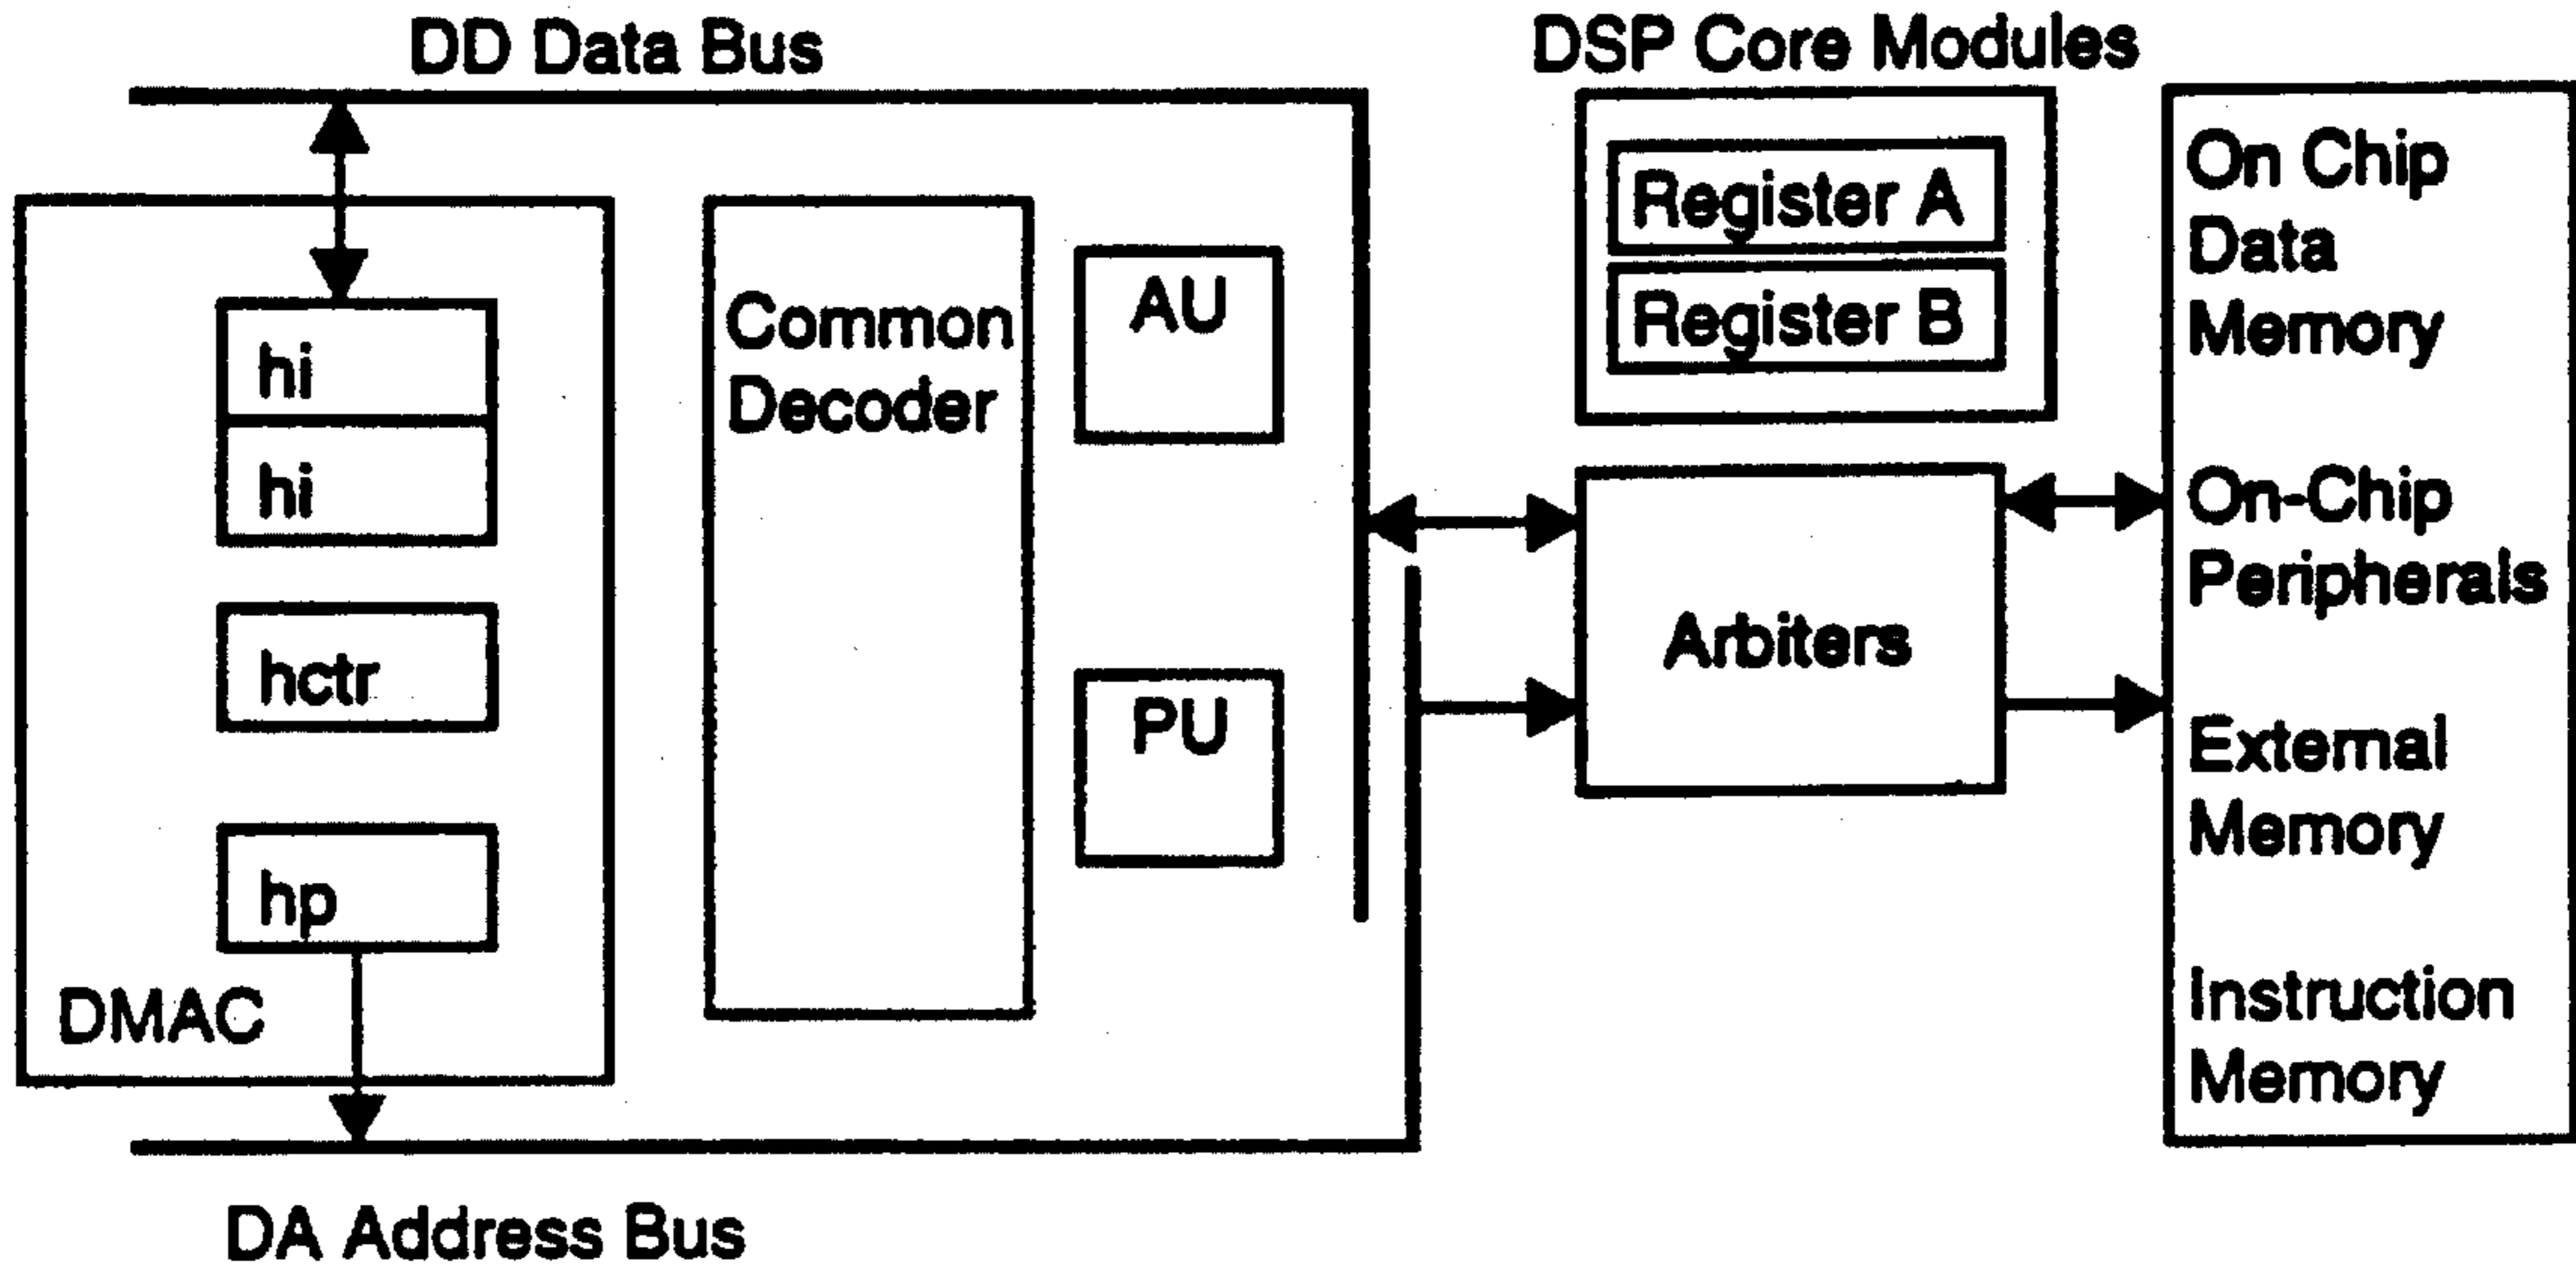 DD Data Bus
DSP Core Modules
hi
hi
hctr
hp
DMAC
Common
Decoder
AU
PU
Register A
Register B
Arbiters
On Chip
Data
Memory
On-Chip
Peripherals
External
Memory
Instruction
Memory
DA Address Bus